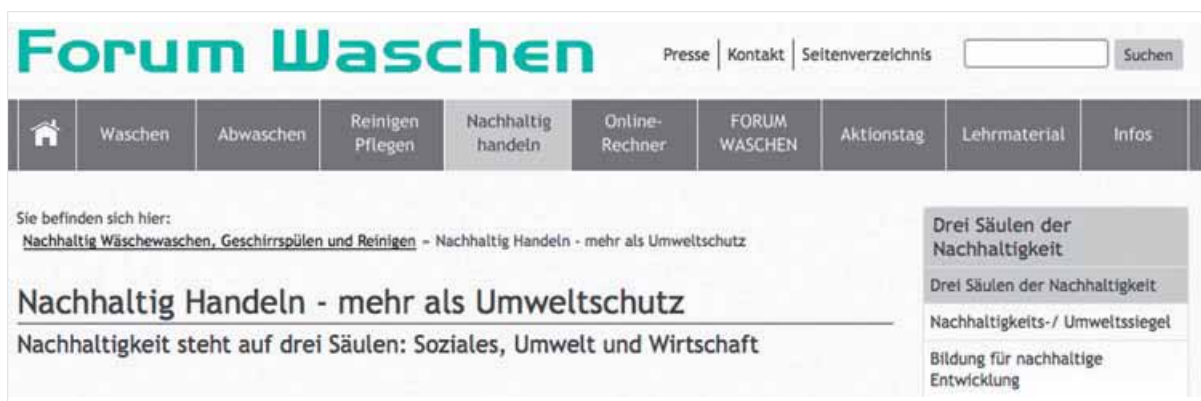 Forum Waschen
Presse | Kontakt | Seitenverzeichnis
Suchen
Waschen
Abwaschen
Reinigen
Pflegen
Nachhaltig
handeln
Online-
Rechner
FORUM
WASCHEN
Aktionstag
Lehrmaterial
Infos
Sie befinden sich hier:
Nachhaltig Wäschewaschen, Geschirrspülen und Reinigen – Nachhaltig Handeln - mehr als Umweltschutz
Nachhaltig Handeln - mehr als Umweltschutz
Nachhaltigkeit steht auf drei Säulen: Soziales, Umwelt und Wirtschaft
Drei Säulen der
Nachhaltigkeit
Drei Säulen der Nachhaltigkeit
Nachhaltigkeits-/ Umweltssiegel
Bildung für nachhaltige
Entwicklung